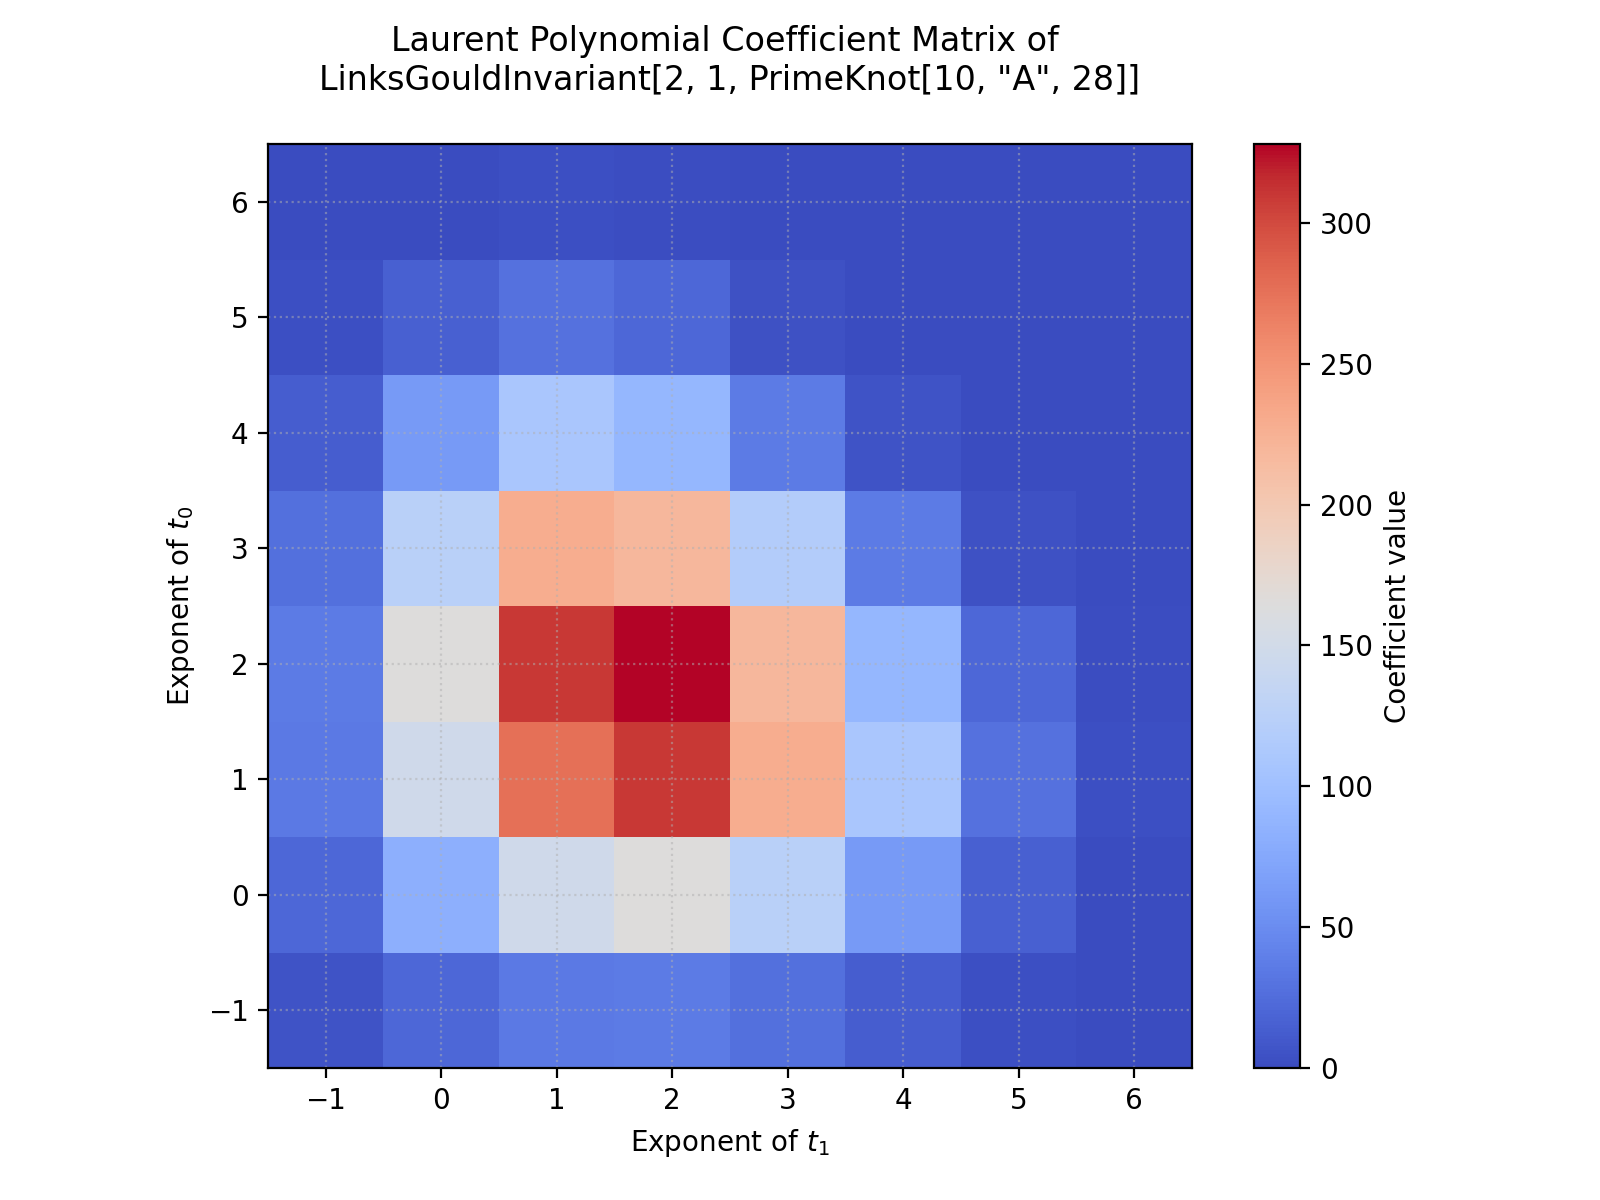 Laurent Polynomial Coefficient Matrix of
LinksGouldInvariant[2, 1, PrimeKnot[10, "A", 28]]
6
5
4
3
2
1
0
−1
Exponent of t₀
−1 0 1 2 3 4 5 6
Exponent of t₁
300
250
200
150
100
50
0
Coefficient value